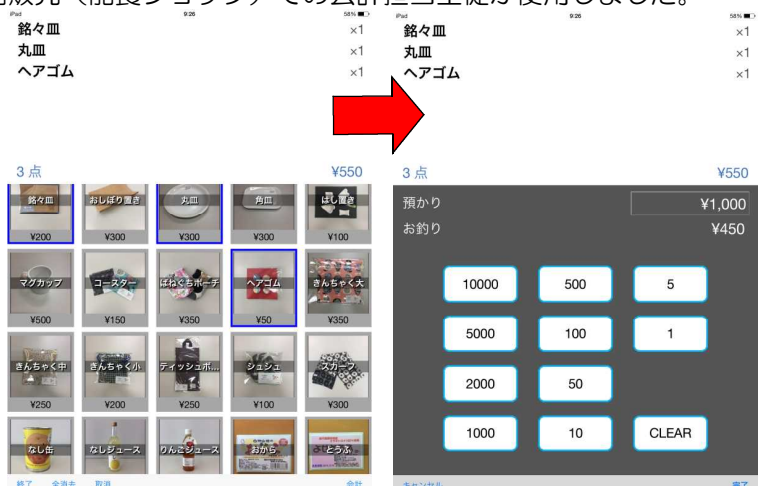 iPad 9:26 58%
銘々皿 ×1
丸皿 ×1
ヘアゴム ×1
3 点 ¥550
銘々皿 おしぼり置き 丸皿 角皿 はし置き
¥200 ¥300 ¥300 ¥300 ¥100
マグカップ コースター ばねぐちポーチ ヘアゴム きんちゃく大
¥500 ¥150 ¥350 ¥50 ¥350
きんちゃく中 きんちゃく小 ティッシュボ... シュシュ スカーフ
¥250 ¥200 ¥250 ¥100 ¥300
なし缶 なしジュース りんごジュース おから とうふ
終了 全消去 取消 合計
iPad 9:26 58%
銘々皿 ×1
丸皿 ×1
ヘアゴム ×1
3 点 ¥550
預かり ¥1,000
お釣り ¥450
10000 500 5
5000 100 1
2000 50
1000 10 CLEAR
キャンセル 完了